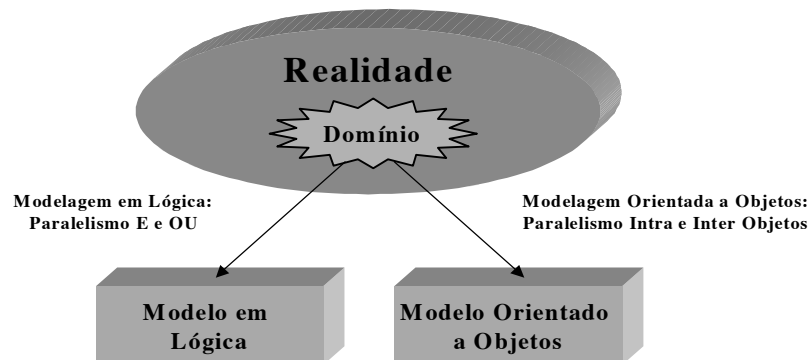 Realidade
Domínio
Modelagem em Lógica:
Paralelismo E e OU
Modelagem Orientada a Objetos:
Paralelismo Intra e Inter Objetos
Modelo em
Lógica
Modelo Orientado
a Objetos